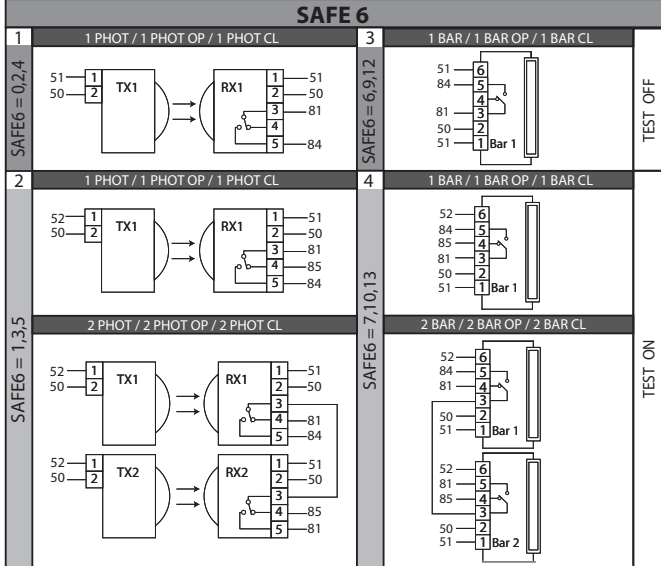 SAFE 6
1
1 PHOT / 1 PHOT OP / 1 PHOT CL
SAFE6 = 0,2,4
51 1
50 2
TX1
RX1
1 51
2 50
3 81
4
5 84
3
1 BAR / 1 BAR OP / 1 BAR CL
SAFE6 = 6,9,12
51 6
84 5
4
81 3
50 2
51 1 Bar 1
TEST OFF
2
1 PHOT / 1 PHOT OP / 1 PHOT CL
SAFE6 = 1,3,5
52 1
50 2
TX1
RX1
1 51
2 50
3 81
4 85
5 84
2 PHOT / 2 PHOT OP / 2 PHOT CL
52 1
50 2
TX1
RX1
1 51
2 50
3
4 81
5 84
52 1
50 2
TX2
RX2
1 51
2 50
3
4 85
5 81
4
1 BAR / 1 BAR OP / 1 BAR CL
SAFE6 = 7,10,13
52 6
84 5
85 4
81 3
50 2
51 1 Bar 1
2 BAR / 2 BAR OP / 2 BAR CL
52 6
84 5
81 4
3
50 2
51 1 Bar 1
52 6
81 5
85 4
3
50 2
51 1 Bar 2
TEST ON